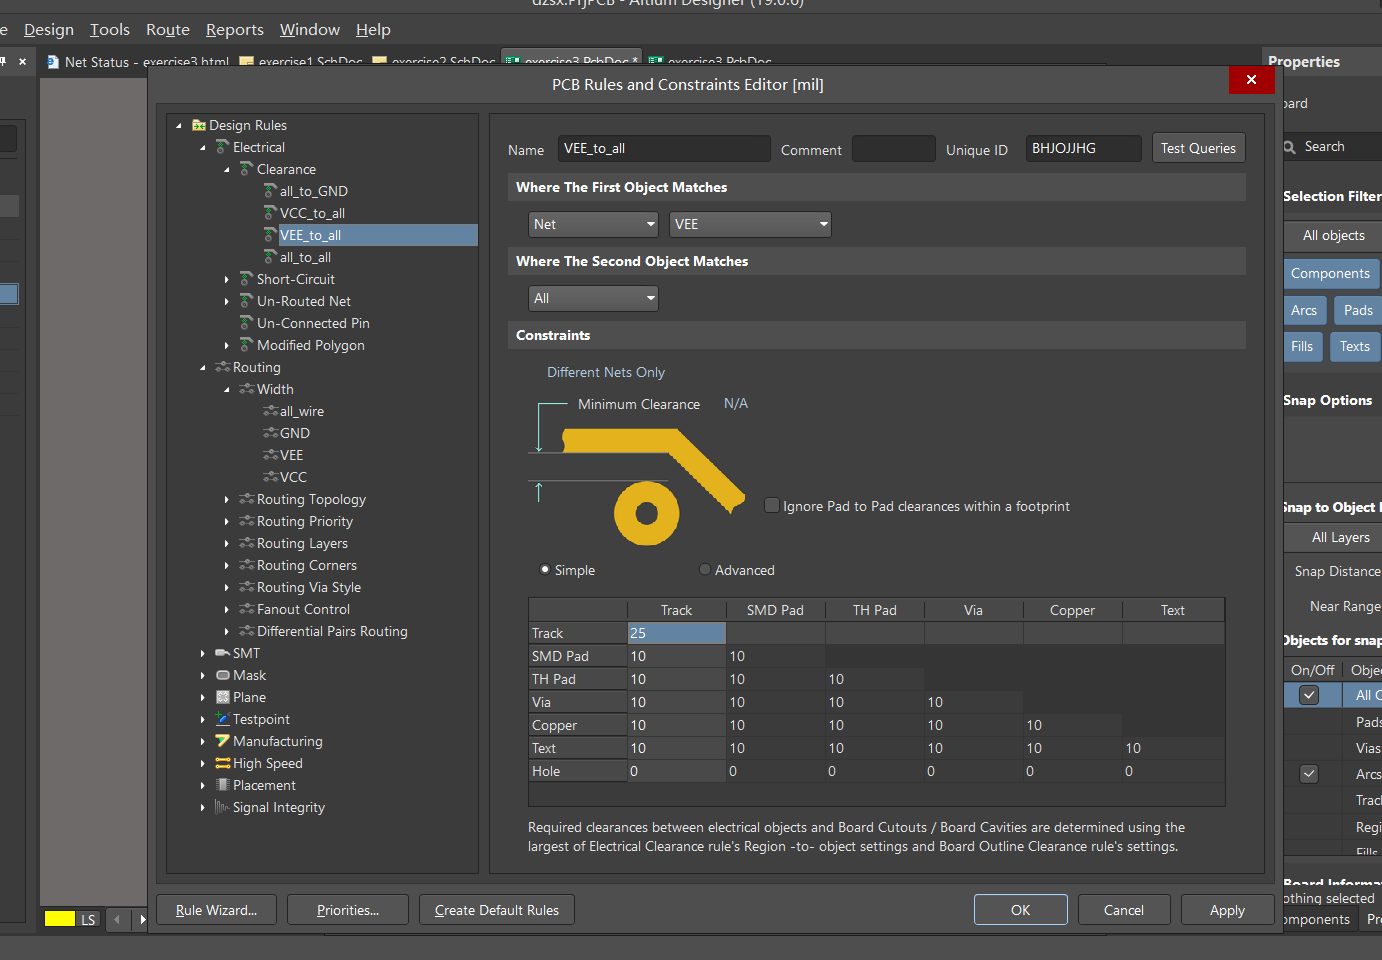 dzsx.PrjPCB - Altium Designer (19.0.6)
e Design Tools Route Reports Window Help
Net Status - exercise3.html exercise1.SchDoc exercise2.SchDoc exercise3.PcbDoc * exercise3.PcbDoc
Properties
PCB Rules and Constraints Editor [mil]
Design Rules
Electrical
Clearance
all_to_GND
VCC_to_all
VEE_to_all
all_to_all
Short-Circuit
Un-Routed Net
Un-Connected Pin
Modified Polygon
Routing
Width
all_wire
GND
VEE
VCC
Routing Topology
Routing Priority
Routing Layers
Routing Corners
Routing Via Style
Fanout Control
Differential Pairs Routing
SMT
Mask
Plane
Testpoint
Manufacturing
High Speed
Placement
Signal Integrity
Name VEE_to_all Comment Unique ID BHJOJJHG Test Queries
Where The First Object Matches
Net VEE
Where The Second Object Matches
All
Constraints
Different Nets Only
Minimum Clearance N/A
Ignore Pad to Pad clearances within a footprint
Simple Advanced
Track SMD Pad TH Pad Via Copper Text
Track 25
SMD Pad 10 10
TH Pad 10 10 10
Via 10 10 10 10
Copper 10 10 10 10 10
Text 10 10 10 10 10 10
Hole 0 0 0 0 0 0
Required clearances between electrical objects and Board Cutouts / Board Cavities are determined using the
largest of Electrical Clearance rule's Region -to- object settings and Board Outline Clearance rule's settings.
Rule Wizard... Priorities... Create Default Rules OK Cancel Apply
LS
oard
Search
Selection Filter
All objects
Components
Arcs Pads
Fills Texts
Snap Options
Snap to Object
All Layers
Snap Distance
Near Range
Objects for snap
On/Off Objec
All C
Pads
Vias
Arcs
Trac
Regi
Fills
Board Informa
othing selected
omponents Pr